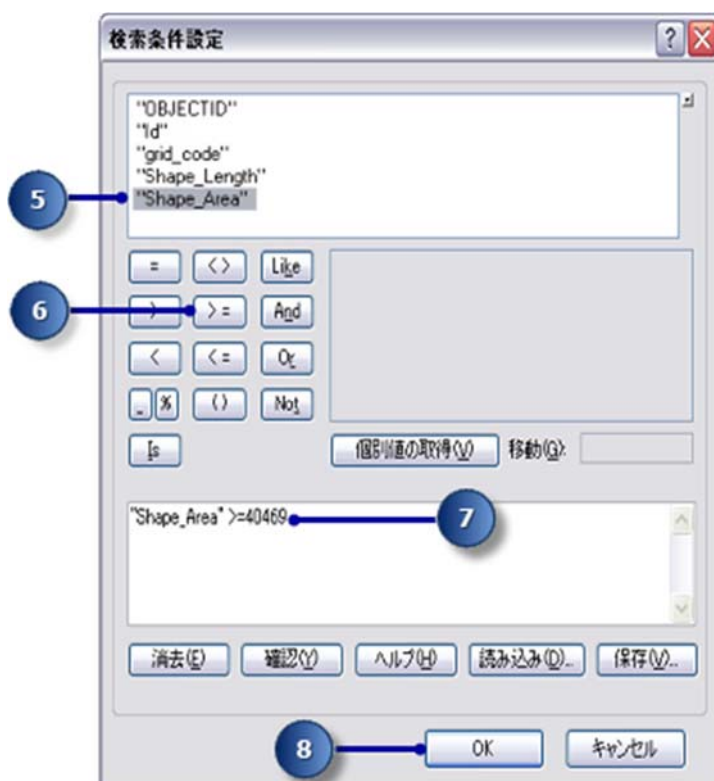 検索条件設定
"OBJECTID"
"Id"
"grid_code"
"Shape_Length"
5
"Shape_Area"
= <> Like
6
> >= And
< <= Or
_ % () Not
Is
個別値の取得(V) 移動(G):
"Shape_Area" >=40469
7
消去(E) 確認(Y) ヘルプ(H) 読み込み(D)... 保存(V)...
8
OK キャンセル